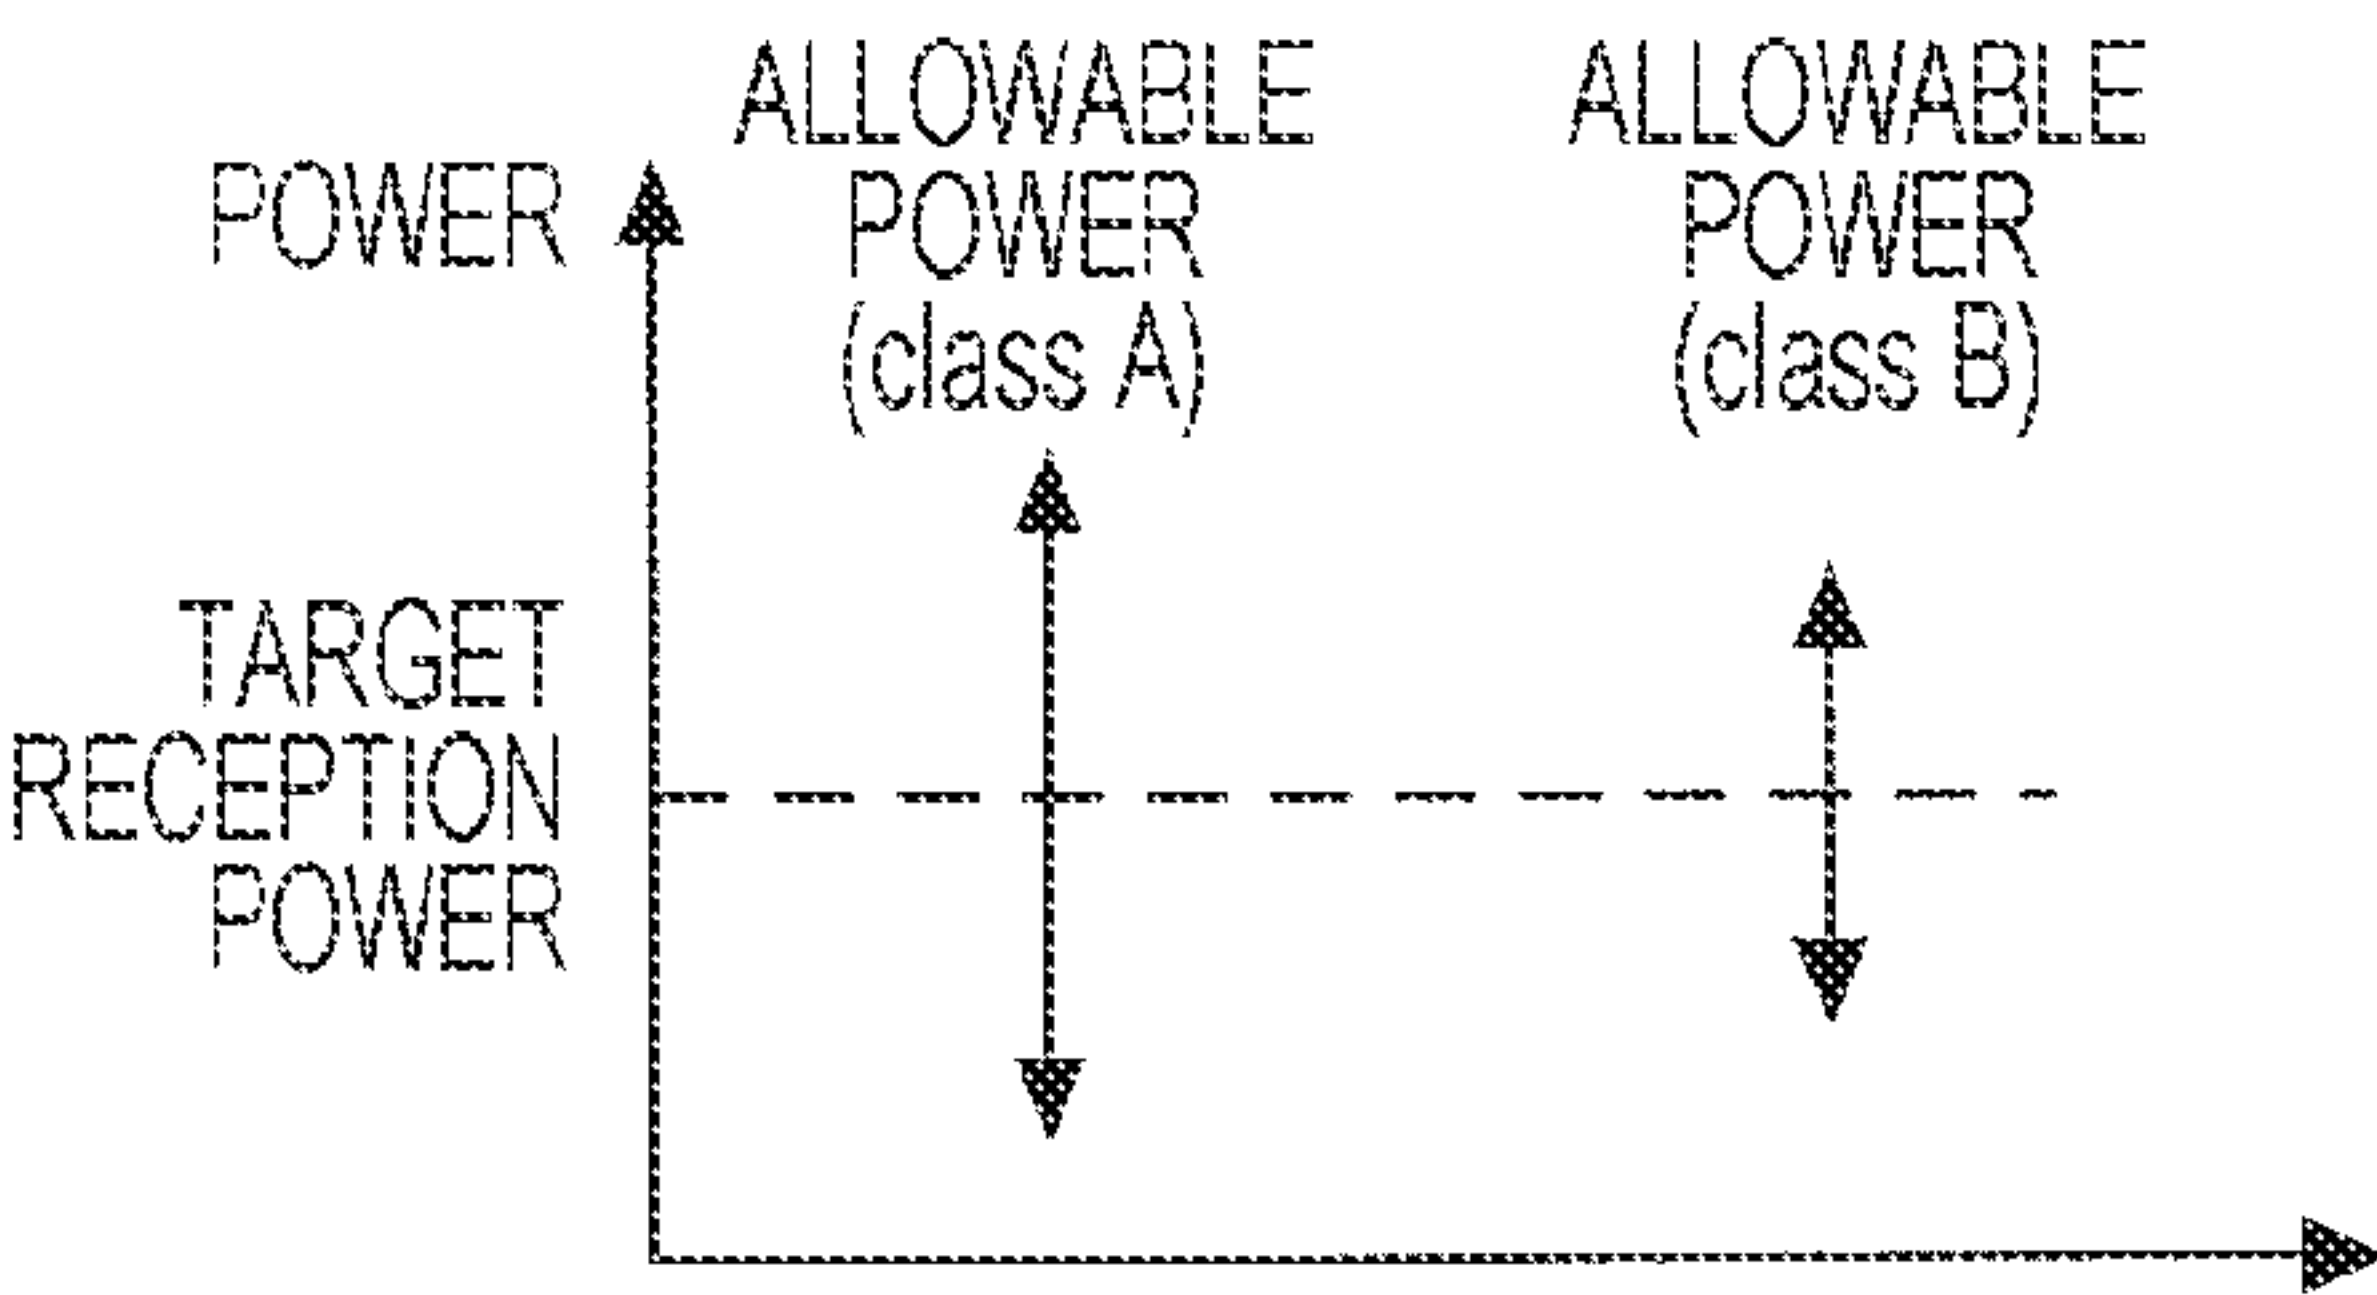 POWER
ALLOWABLE
POWER
(class A)
ALLOWABLE
POWER
(class B)
TARGET
RECEPTION
POWER